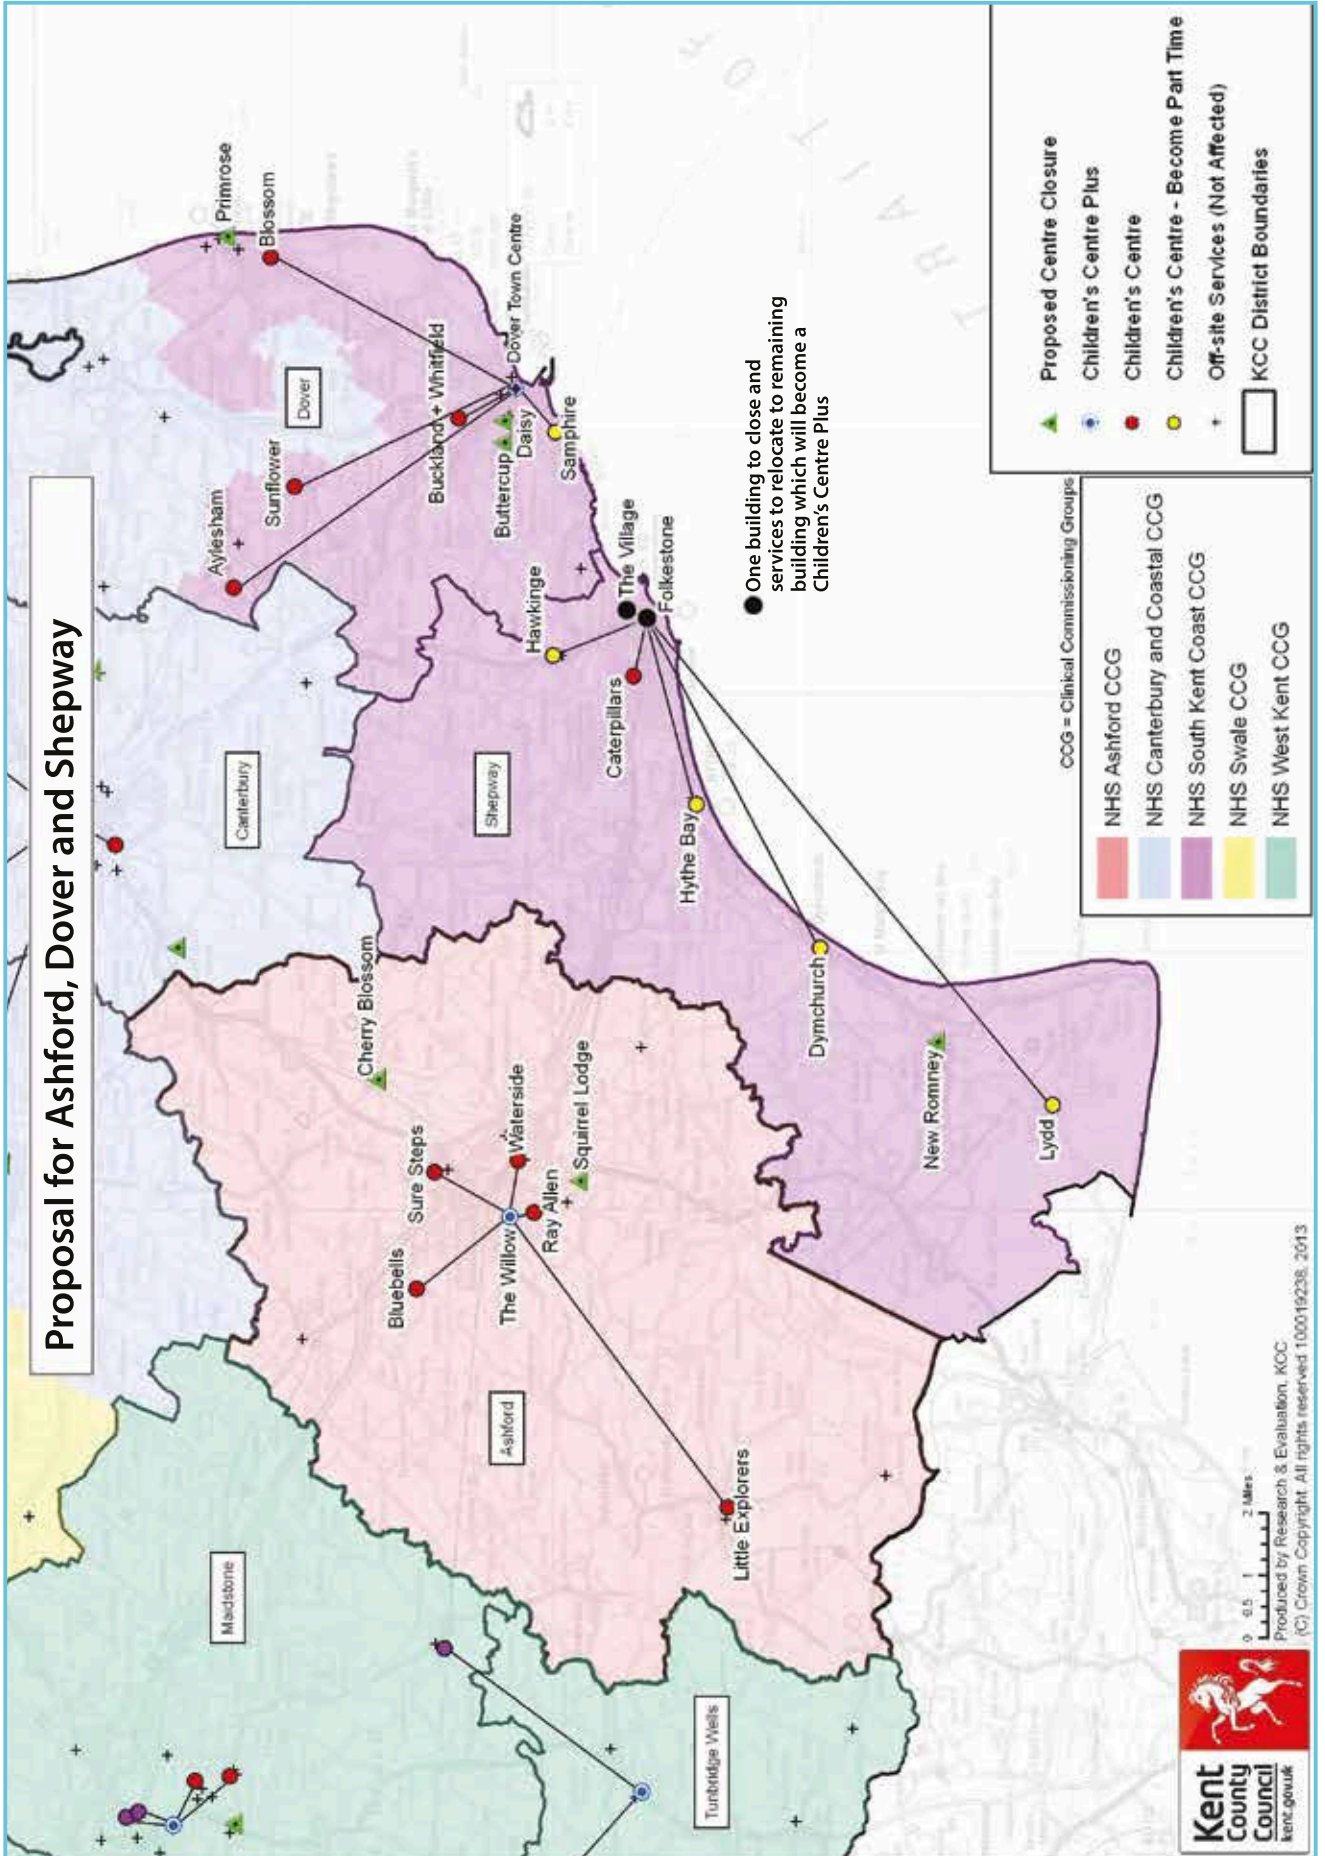 Proposal for Ashford, Dover and Shepway
Maidstone
Tunbridge Wells
Ashford
Canterbury
Shepway
Dover
Primrose
Blossom
Aylesham
Sunflower
Buckland + Whitfield
Dover Town Centre
Buttercup
Daisy
Samphire
The Village
Folkestone
Hawkinge
Caterpillars
Hythe Bay
Dymchurch
New Romney
Lydd
Cherry Blossom
Sure Steps
Waterside
Squirrel Lodge
Ray Allen
The Willow
Bluebells
Little Explorers
One building to close and
services to relocate to remaining
building which will become a
Children's Centre Plus
Proposed Centre Closure
Children's Centre Plus
Children's Centre
Children's Centre - Become Part Time
Off-site Services (Not Affected)
KCC District Boundaries
CCG = Clinical Commissioning Groups
NHS Ashford CCG
NHS Canterbury and Coastal CCG
NHS South Kent Coast CCG
NHS Swale CCG
NHS West Kent CCG
0 0.5 1 2 Miles
Produced by Research & Evaluation, KCC
(C) Crown Copyright. All rights reserved 100019238, 2013
Kent
County
Council
kent.gov.uk